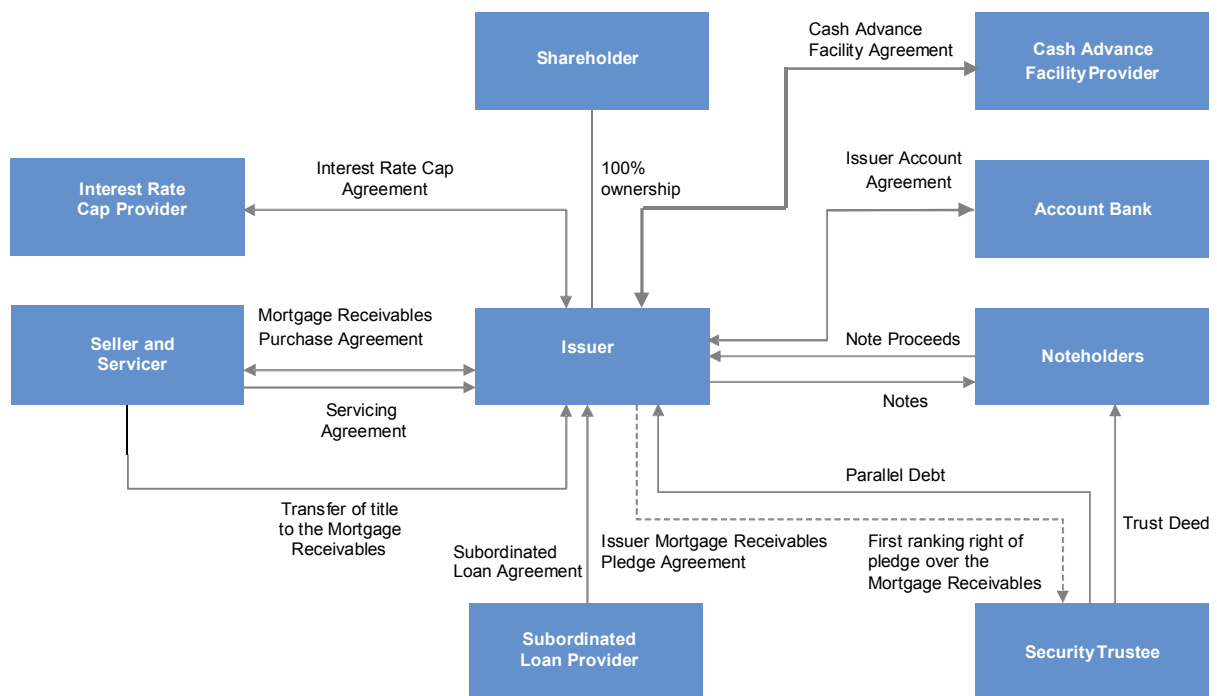 Cash Advance
Facility Agreement
Shareholder
Cash Advance
Facility Provider
Interest Rate Cap
Agreement
100%
ownership
Issuer Account
Agreement
Interest Rate
Cap Provider
Account Bank
Mortgage Receivables
Purchase Agreement
Seller and
Servicer
Issuer
Note Proceeds
Noteholders
Servicing
Agreement
Notes
Parallel Debt
Transfer of title
to the Mortgage
Receivables
Trust Deed
Subordinated
Loan Agreement
Issuer Mortgage Receivables
Pledge Agreement
First ranking right of
pledge over the
Mortgage Receivables
Subordinated
Loan Provider
Security Trustee